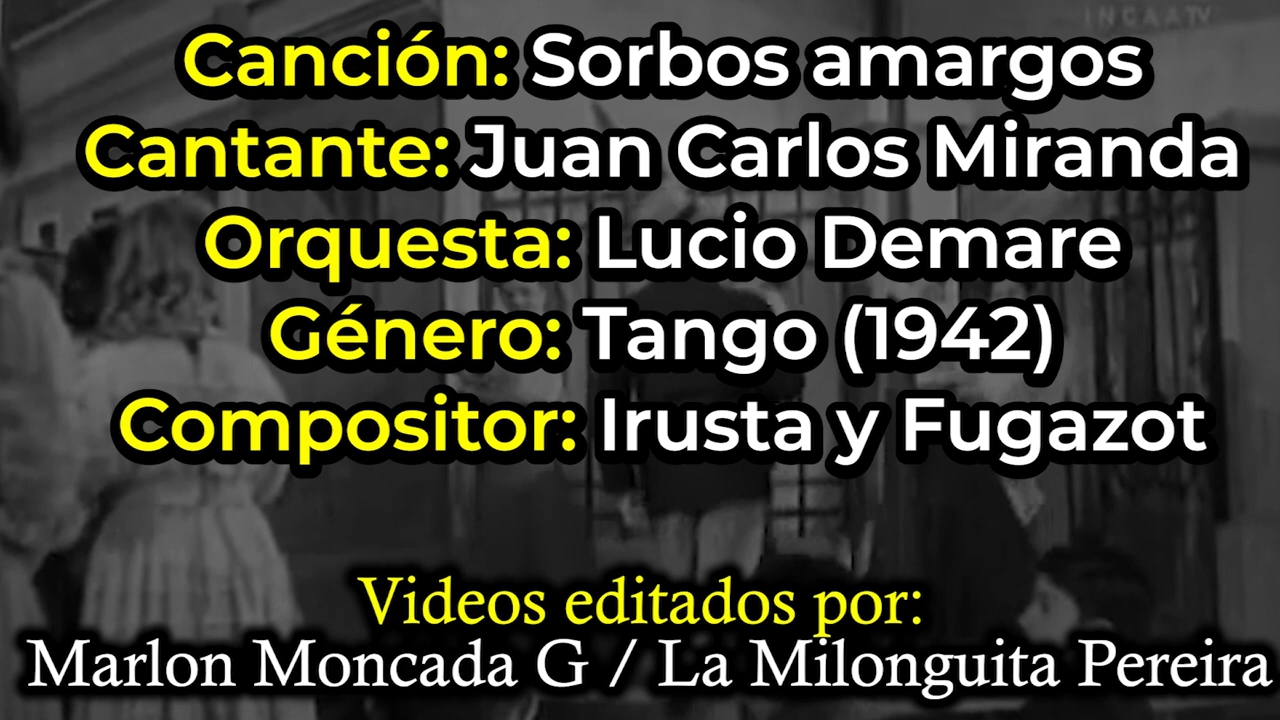 INCAATV
Canción: Sorbos amargos
Cantante: Juan Carlos Miranda
Orquesta: Lucio Demare
Género: Tango (1942)
Compositor: Irusta y Fugazot
Videos editados por:
Marlon Moncada G / La Milonguita Pereira